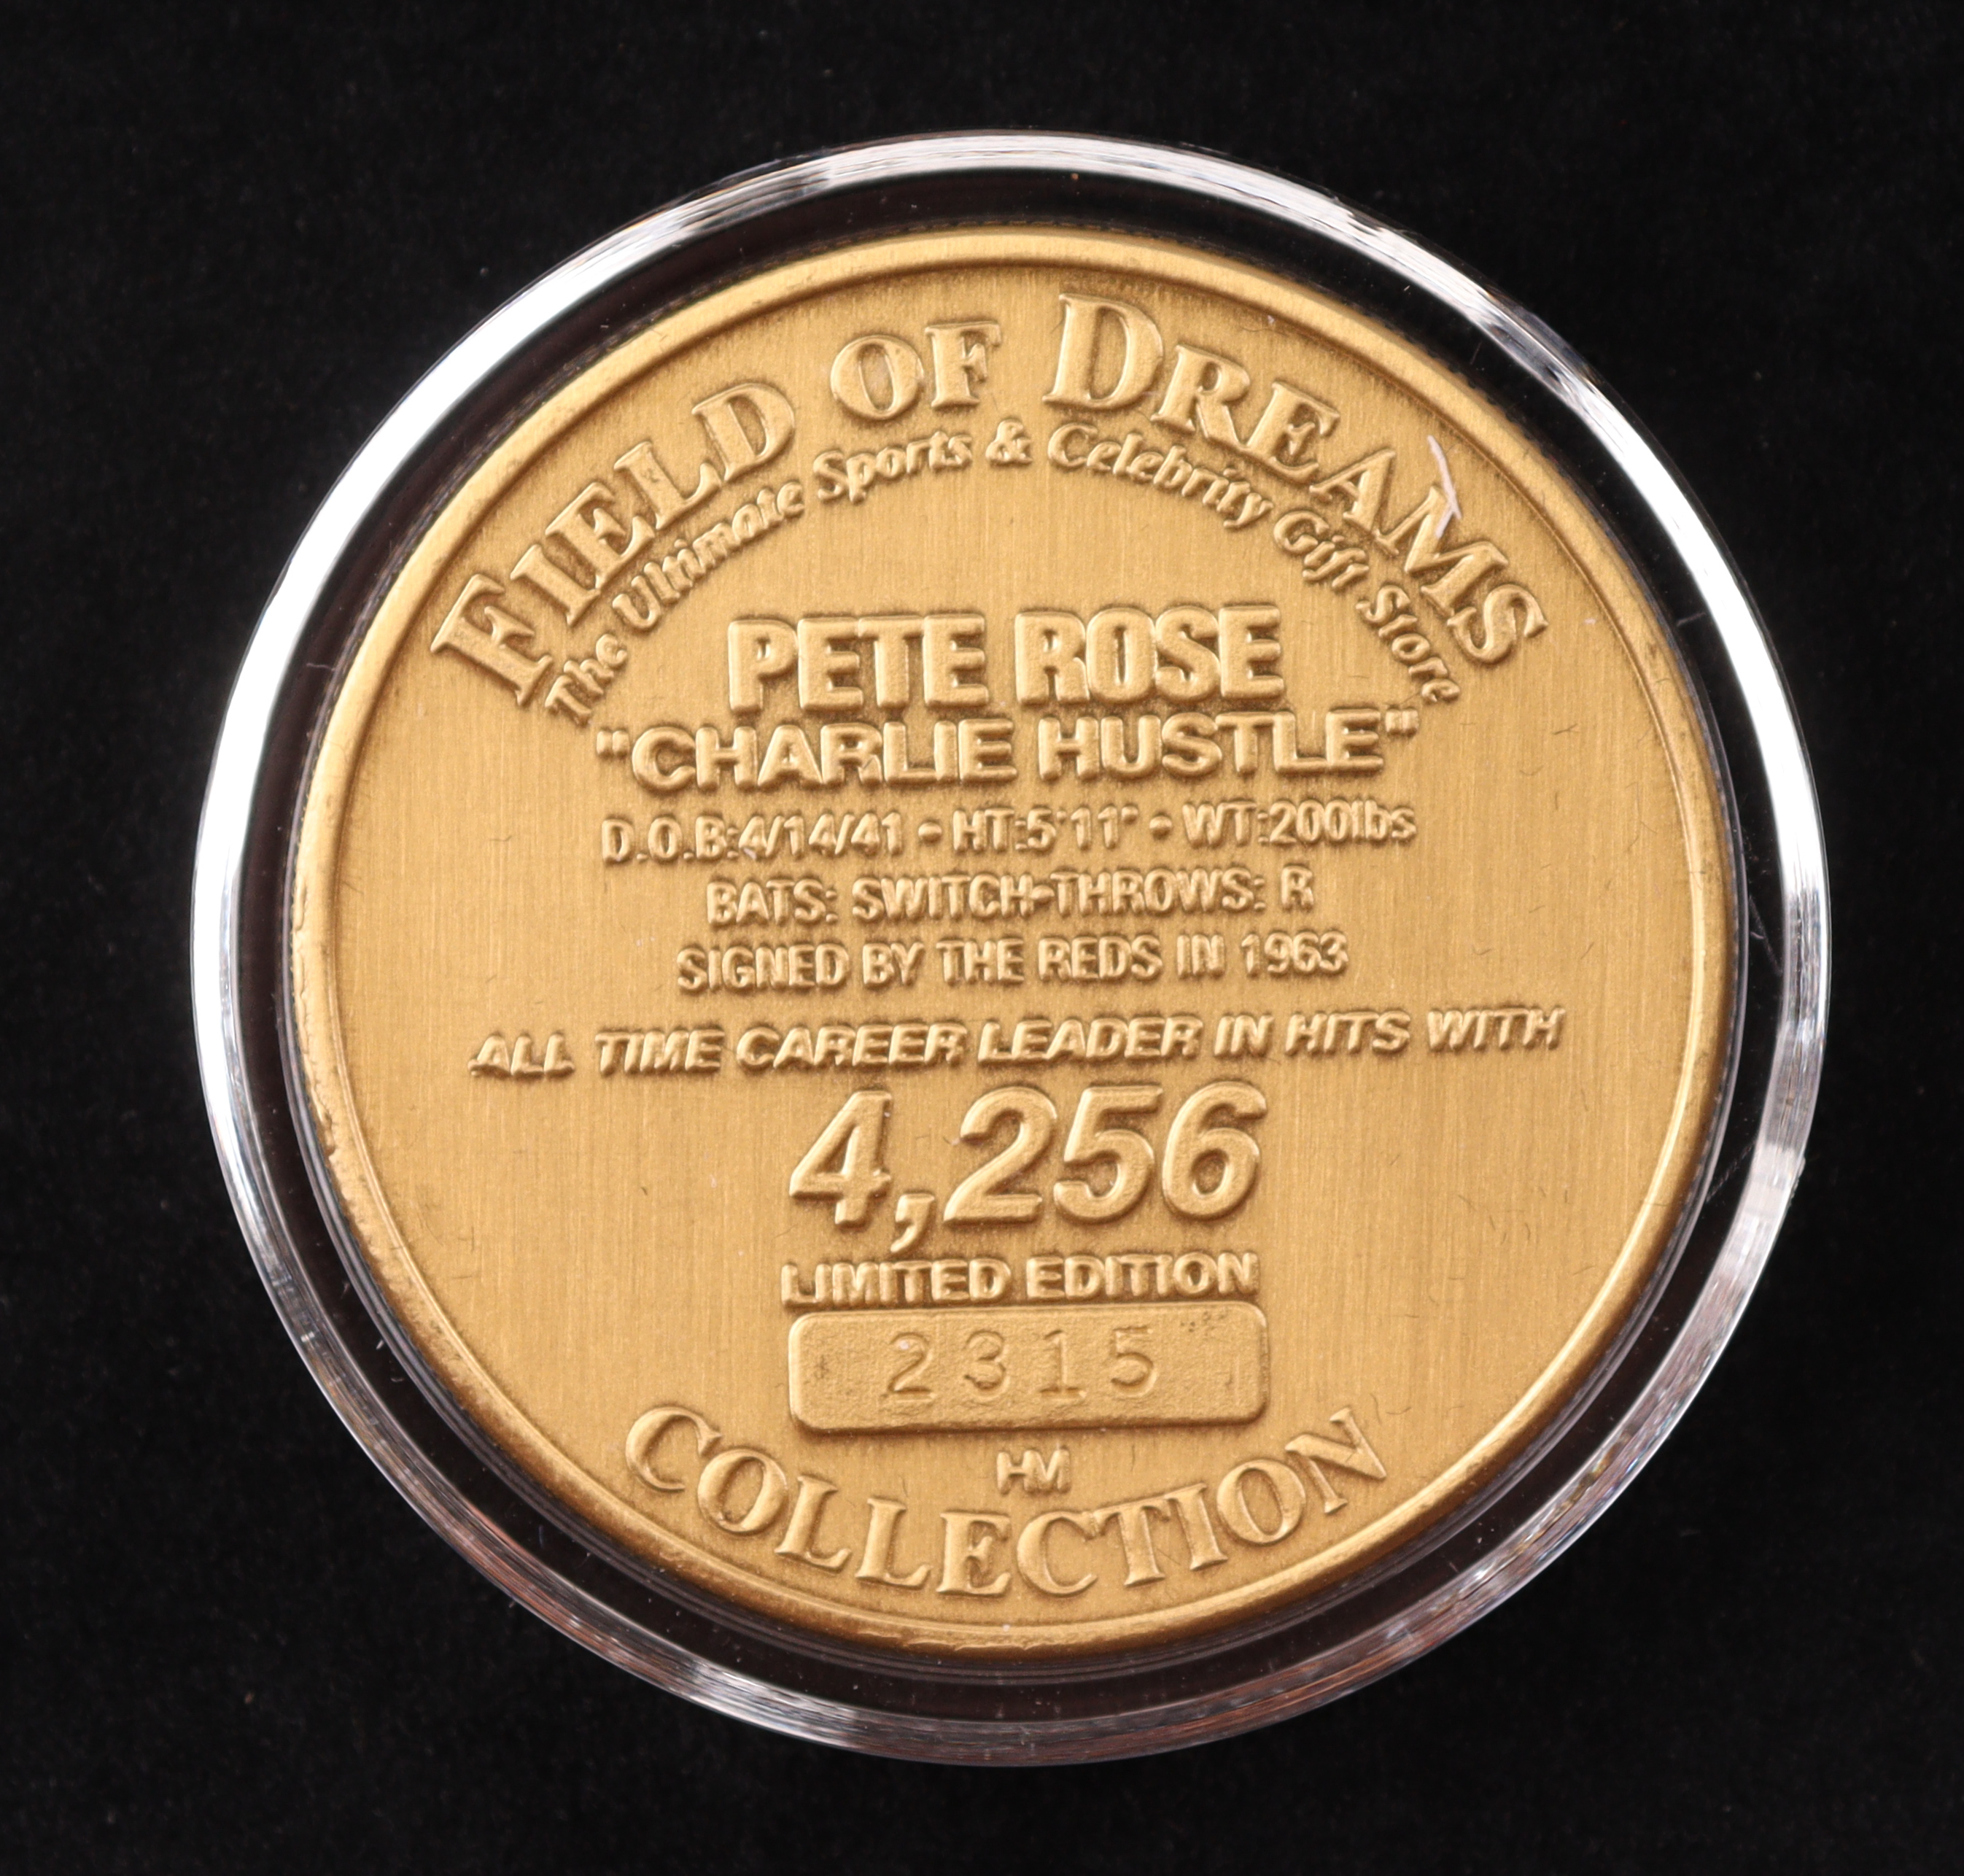 FIELD OF DREAMS
The Ultimate Sports & Celebrity Gift Store
PETE ROSE
"CHARLIE HUSTLE"
D.O.B:4/14/41 • HT:5'11" • WT:200lbs
BATS: SWITCH-THROWS: R
SIGNED BY THE REDS IN 1963
ALL TIME CAREER LEADER IN HITS WITH
4,256
LIMITED EDITION
2315
HM
COLLECTION